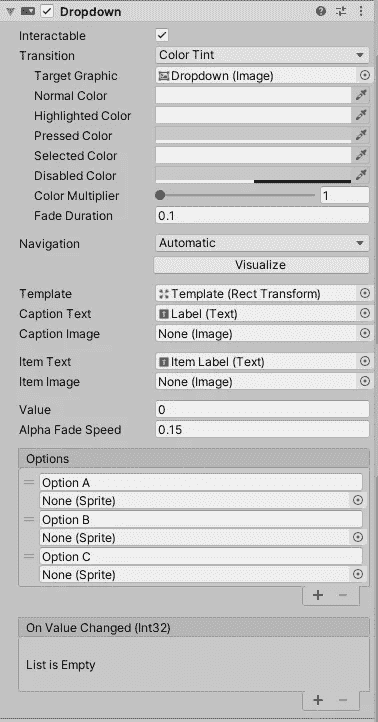 Dropdown
Interactable
Transition Color Tint
Target Graphic Dropdown (Image)
Normal Color
Highlighted Color
Pressed Color
Selected Color
Disabled Color
Color Multiplier 1
Fade Duration 0.1
Navigation Automatic
Visualize
Template Template (Rect Transform)
Caption Text Label (Text)
Caption Image None (Image)
Item Text Item Label (Text)
Item Image None (Image)
Value 0
Alpha Fade Speed 0.15
Options
Option A
None (Sprite)
Option B
None (Sprite)
Option C
None (Sprite)
On Value Changed (Int32)
List is Empty